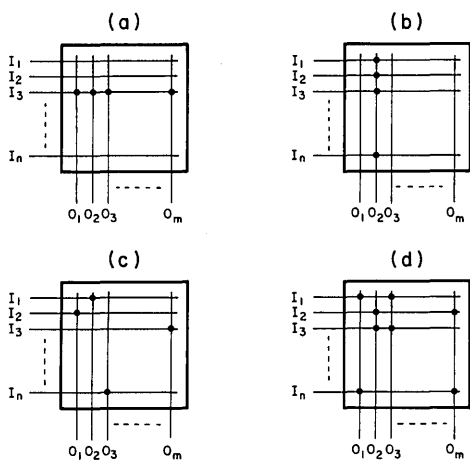 (a)
I₁
I₂
I₃
Iₙ
O₁ O₂ O₃ Oₘ
(b)
I₁
I₂
I₃
Iₙ
O₁ O₂ O₃ Oₘ
(c)
I₁
I₂
I₃
Iₙ
O₁ O₂ O₃ Oₘ
(d)
I₁
I₂
I₃
Iₙ
O₁ O₂ O₃ Oₘ